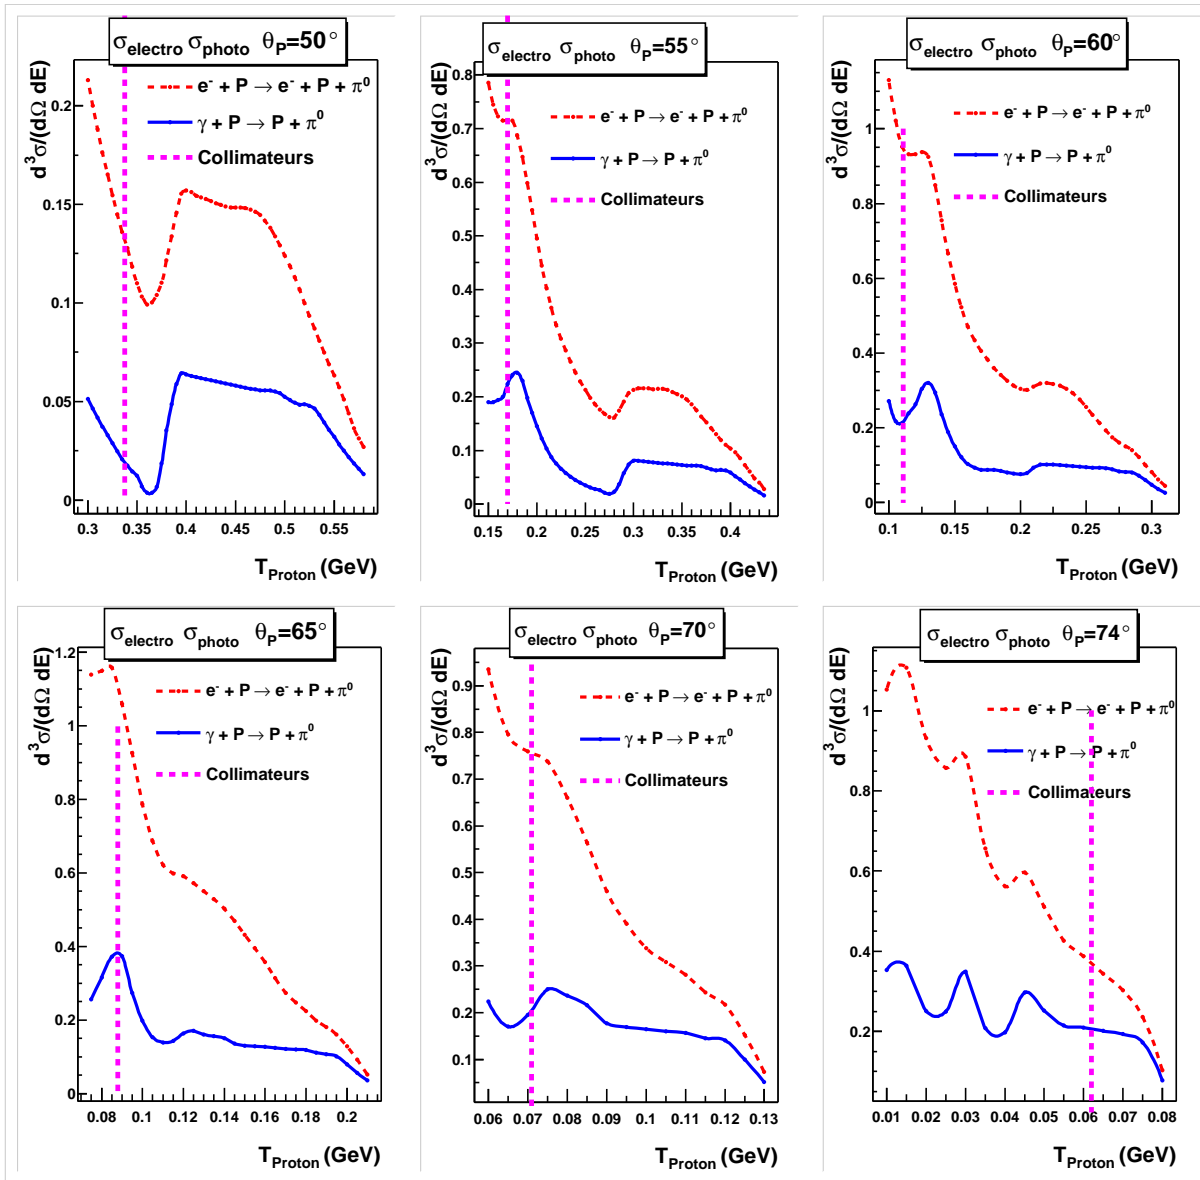 σelectro σphoto θP=50°
d³σ/(dΩ dE)
e⁻ + P → e⁻ + P + π⁰
γ + P → P + π⁰
Collimateurs
0.2
0.15
0.1
0.05
0
0.3 0.35 0.4 0.45 0.5 0.55
TProton (GeV)
σelectro σphoto θP=55°
d³σ/(dΩ dE)
e⁻ + P → e⁻ + P + π⁰
γ + P → P + π⁰
Collimateurs
0.8
0.7
0.6
0.5
0.4
0.3
0.2
0.1
0
0.15 0.2 0.25 0.3 0.35 0.4
TProton (GeV)
σelectro σphoto θP=60°
d³σ/(dΩ dE)
e⁻ + P → e⁻ + P + π⁰
γ + P → P + π⁰
Collimateurs
1
0.8
0.6
0.4
0.2
0
0.1 0.15 0.2 0.25 0.3
TProton (GeV)
σelectro σphoto θP=65°
d³σ/(dΩ dE)
e⁻ + P → e⁻ + P + π⁰
γ + P → P + π⁰
Collimateurs
1.2
1
0.8
0.6
0.4
0.2
0
0.08 0.1 0.12 0.14 0.16 0.18 0.2
TProton (GeV)
σelectro σphoto θP=70°
d³σ/(dΩ dE)
e⁻ + P → e⁻ + P + π⁰
γ + P → P + π⁰
Collimateurs
0.9
0.8
0.7
0.6
0.5
0.4
0.3
0.2
0.1
0.06 0.07 0.08 0.09 0.1 0.11 0.12 0.13
TProton (GeV)
σelectro σphoto θP=74°
d³σ/(dΩ dE)
e⁻ + P → e⁻ + P + π⁰
γ + P → P + π⁰
Collimateurs
1
0.8
0.6
0.4
0.2
0.01 0.02 0.03 0.04 0.05 0.06 0.07 0.08
TProton (GeV)